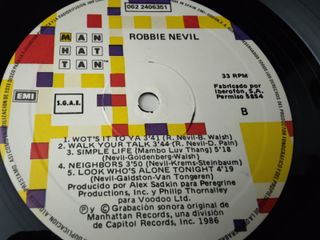 062 2406351
MAN
HAT
TAN™
ROBBIE NEVIL
EMI
S.G.A.E.
33 RPM
Fabricado por
Iberofón, S.A.
Permiso 5854
B
1. WOT'S IT TO YA 3'41 (R. Nevil-B. Walsh)
2. WALK YOUR TALK 3'44 (R. Nevil-D. Pain)
3. SIMPLE LIFE (Mambo Luv Thang) 4'18
(Nevil-Goldenberg-Walsh)
4. NEIGHBORS 3'50 (Nevil-Krems-Steinbaum)
5. LOOK WHO'S ALONE TONIGHT 4'19
(Nevil-Galdston-Van Tongeren)
Producido por Alex Sadkin para Peregrine
Productions, Inc. y Philip Thornalley
para Voodoo Ltd.
Ⓟ y © Grabación sonora original de
Manhattan Records, una división
de Capitol Records, Inc. 1986